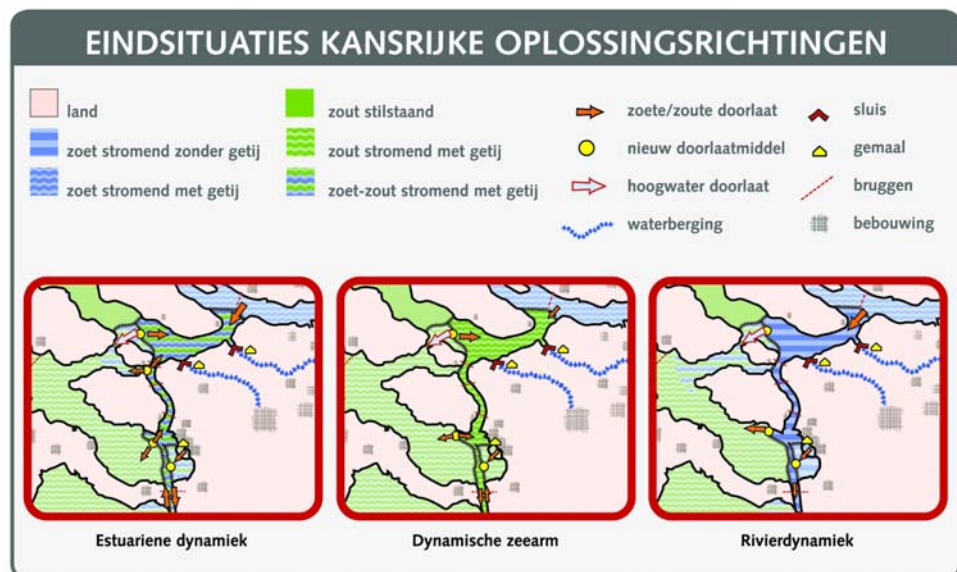 EINDSITUATIES KANSRIJKE OPLOSSINGSRICHTINGEN
land
zoet stromend zonder getij
zoet stromend met getij
zout stilstaand
zout stromend met getij
zoet-zout stromend met getij
zoete/zoute doorlaat
nieuw doorlaatmiddel
hoogwater doorlaat
waterberging
sluis
gemaal
bruggen
bebouwing
Estuariene dynamiek
Dynamische zeearm
Rivierdynamiek